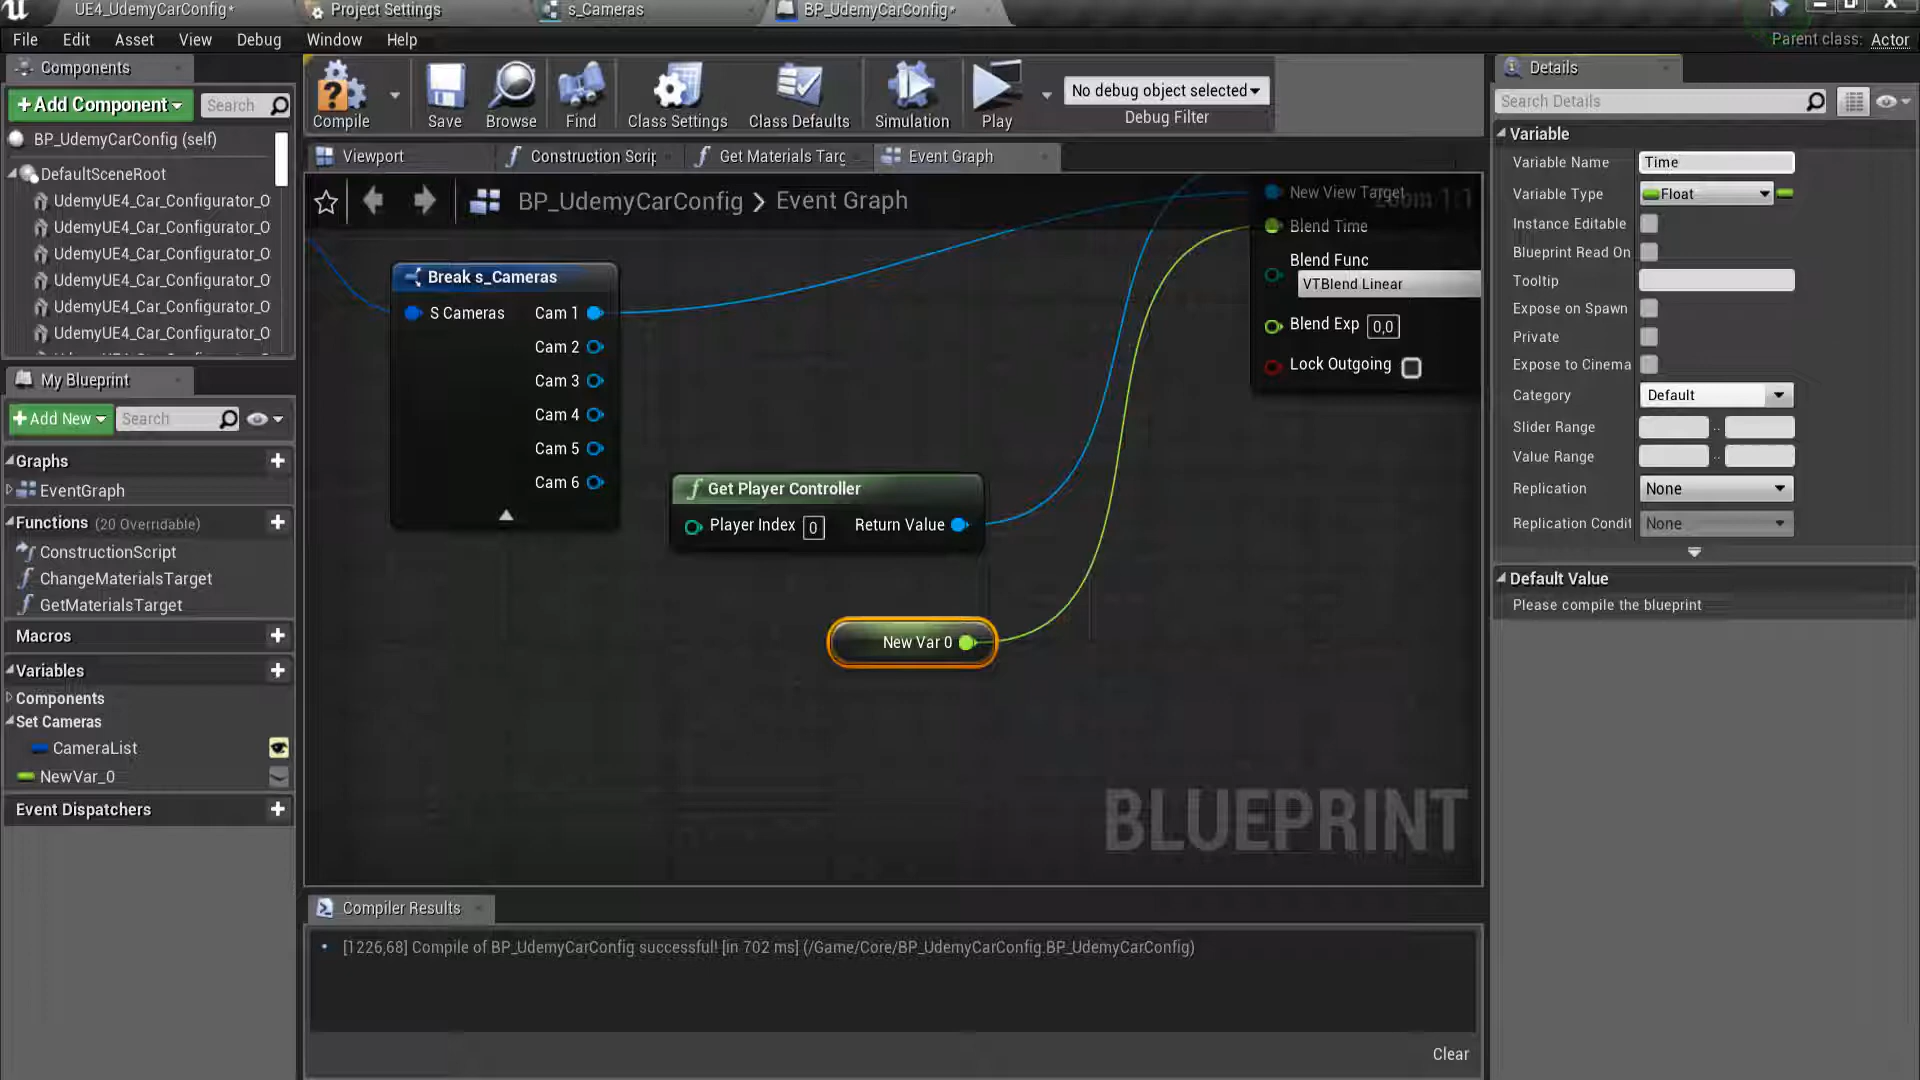 UE4_UdemyCarConfig*
Project Settings
s_Cameras
BP_UdemyCarConfig*
File
Edit
Asset
View
Debug
Window
Help
Parent class: Actor
Components
+Add Component
Search
BP_UdemyCarConfig (self)
DefaultSceneRoot
UdemyUE4_Car_Configurator_O
UdemyUE4_Car_Configurator_O
UdemyUE4_Car_Configurator_O
UdemyUE4_Car_Configurator_O
UdemyUE4_Car_Configurator_O
UdemyUE4_Car_Configurator_O
My Blueprint
+Add New
Search
Graphs
EventGraph
Functions (20 Overridable)
ConstructionScript
ChangeMaterialsTarget
GetMaterialsTarget
Macros
Variables
Components
Set Cameras
CameraList
NewVar_0
Event Dispatchers
Compile
Save
Browse
Find
Class Settings
Class Defaults
Simulation
Play
No debug object selected
Debug Filter
Viewport
Construction Scrip
Get Materials Targ
Event Graph
BP_UdemyCarConfig > Event Graph
Zoom 1:1
New View Target
Blend Time
Blend Func
VTBlend Linear
Blend Exp 0,0
Lock Outgoing
Break s_Cameras
S Cameras
Cam 1
Cam 2
Cam 3
Cam 4
Cam 5
Cam 6
Get Player Controller
Player Index 0
Return Value
New Var 0
BLUEPRINT
Compiler Results
[1226,68] Compile of BP_UdemyCarConfig successful! [in 702 ms] (/Game/Core/BP_UdemyCarConfig.BP_UdemyCarConfig)
Clear
Details
Search Details
Variable
Variable Name Time
Variable Type Float
Instance Editable
Blueprint Read On
Tooltip
Expose on Spawn
Private
Expose to Cinema
Category Default
Slider Range ..
Value Range ..
Replication None
Replication Condit None
Default Value
Please compile the blueprint